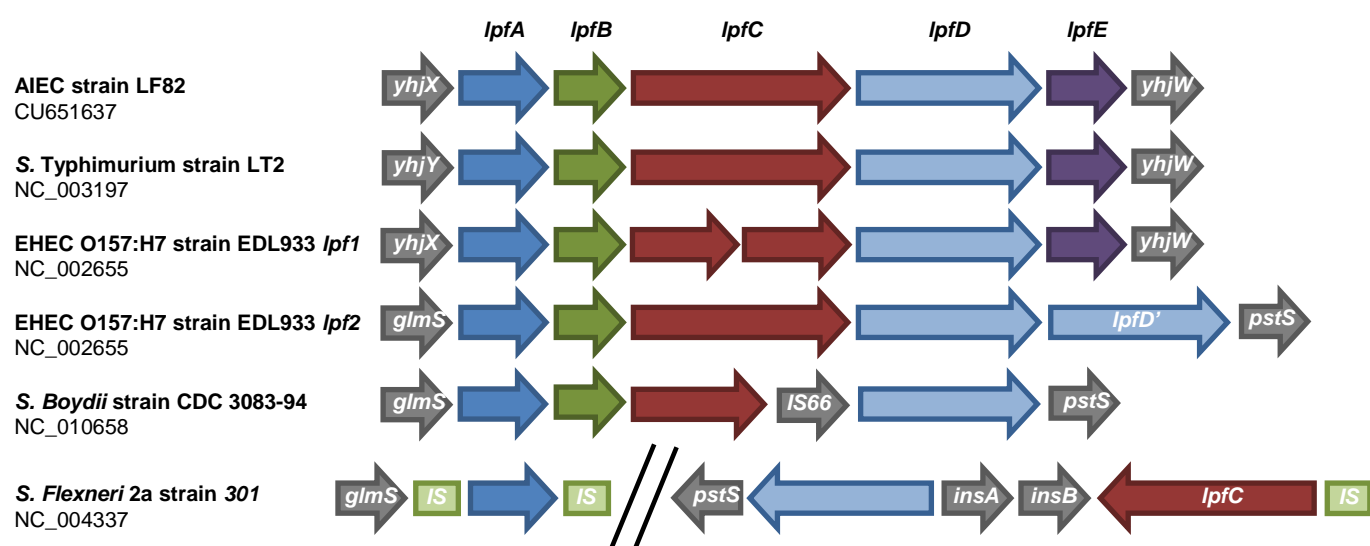 lpfA lpfB lpfC lpfD lpfE
AIEC strain LF82
CU651637
yhjX yhjW
S. Typhimurium strain LT2
NC_003197
yhjY yhjW
EHEC O157:H7 strain EDL933 lpf1
NC_002655
yhjX yhjW
EHEC O157:H7 strain EDL933 lpf2
NC_002655
glmS lpfD’ pstS
S. Boydii strain CDC 3083-94
NC_010658
glmS IS66 pstS
S. Flexneri 2a strain 301
NC_004337
glmS IS IS pstS insA insB lpfC IS